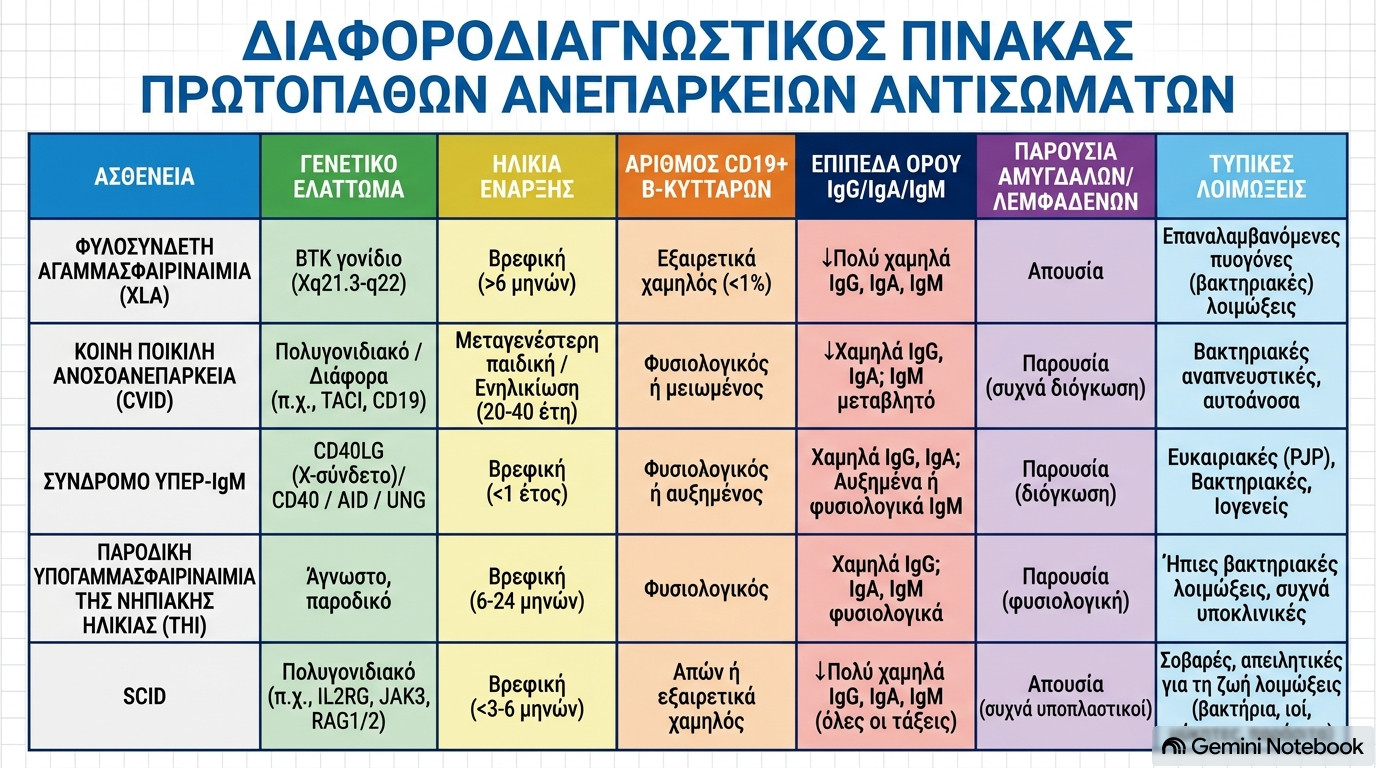 ΔΙΑΦΟΡΟΔΙΑΓΝΩΣΤΙΚΟΣ ΠΙΝΑΚΑΣ
ΠΡΩΤΟΠΑΘΩΝ ΑΝΕΠΑΡΚΕΙΩΝ ΑΝΤΙΣΩΜΑΤΩΝ
ΑΣΘΕΝΕΙΑ
ΓΕΝΕΤΙΚΟ
ΕΛΑΤΤΩΜΑ
ΗΛΙΚΙΑ
ΕΝΑΡΞΗΣ
ΑΡΙΘΜΟΣ CD19+
Β-ΚΥΤΤΑΡΩΝ
ΕΠΙΠΕΔΑ ΟΡΟΥ
IgG/IgA/IgM
ΠΑΡΟΥΣΙΑ
ΑΜΥΓΔΑΛΩΝ/
ΛΕΜΦΑΔΕΝΩΝ
ΤΥΠΙΚΕΣ
ΛΟΙΜΩΞΕΙΣ
ΦΥΛΟΣΥΝΔΕΤΗ
ΑΓΑΜΜΑΣΦΑΙΡΙΝΑΙΜΙΑ
(XLA)
BTK γονίδιο
(Xq21.3-q22)
Βρεφική
(>6 μηνών)
Εξαιρετικά
χαμηλός (<1%)
↓Πολύ χαμηλά
IgG, IgA, IgM
Απουσία
Επαναλαμβανόμενες
πυογόνες
(βακτηριακές)
λοιμώξεις
ΚΟΙΝΗ ΠΟΙΚΙΛΗ
ΑΝΟΣΟΑΝΕΠΑΡΚΕΙΑ
(CVID)
Πολυγονιδιακό /
Διάφορα
(π.χ., TACI, CD19)
Μεταγενέστερη
παιδική /
Ενηλικίωση
(20-40 έτη)
Φυσιολογικός
ή μειωμένος
↓Χαμηλά IgG,
IgA; IgM
μεταβλητό
Παρουσία
(συχνά διόγκωση)
Βακτηριακές
αναπνευστικές,
αυτοάνοσα
ΣΥΝΔΡΟΜΟ ΥΠΕΡ-IgM
CD40LG
(Χ-σύνδετο)/
CD40 / AID / UNG
Βρεφική
(<1 έτος)
Φυσιολογικός
ή αυξημένος
Χαμηλά IgG, IgA;
Αυξημένα ή
φυσιολογικά IgM
Παρουσία
(διόγκωση)
Ευκαιριακές (PJP),
Βακτηριακές,
Ιογενείς
ΠΑΡΟΔΙΚΗ
ΥΠΟΓΑΜΜΑΣΦΑΙΡΙΝΑΙΜΙΑ
ΤΗΣ ΝΗΠΙΑΚΗΣ
ΗΛΙΚΙΑΣ (THI)
Άγνωστο,
παροδικό
Βρεφική
(6-24 μηνών)
Φυσιολογικός
Χαμηλά IgG;
IgA, IgM
φυσιολογικά
Παρουσία
(φυσιολογική)
Ήπιες βακτηριακές
λοιμώξεις, συχνά
υποκλινικές
SCID
Πολυγονιδιακό
(π.χ., IL2RG, JAK3,
RAG1/2)
Βρεφική
(<3-6 μηνών)
Απών ή
εξαιρετικά
χαμηλός
↓Πολύ χαμηλά
IgG, IgA, IgM
(όλες οι τάξεις)
Απουσία
(συχνά υποπλαστικοί)
Σοβαρές, απειλητικές
για τη ζωή λοιμώξεις
(βακτήρια, ιοί,
Gemini Notebook